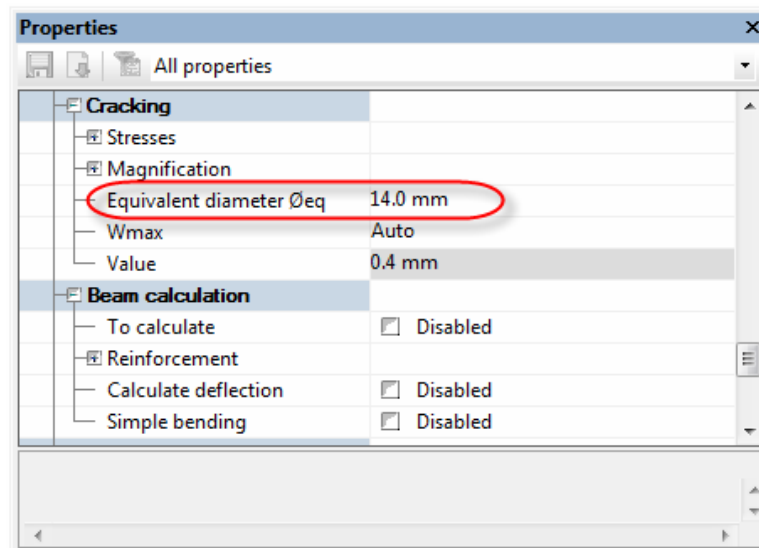 Properties
All properties
Cracking
Stresses
Magnification
Equivalent diameter Øeq 14.0 mm
Wmax Auto
Value 0.4 mm
Beam calculation
To calculate Disabled
Reinforcement
Calculate deflection Disabled
Simple bending Disabled